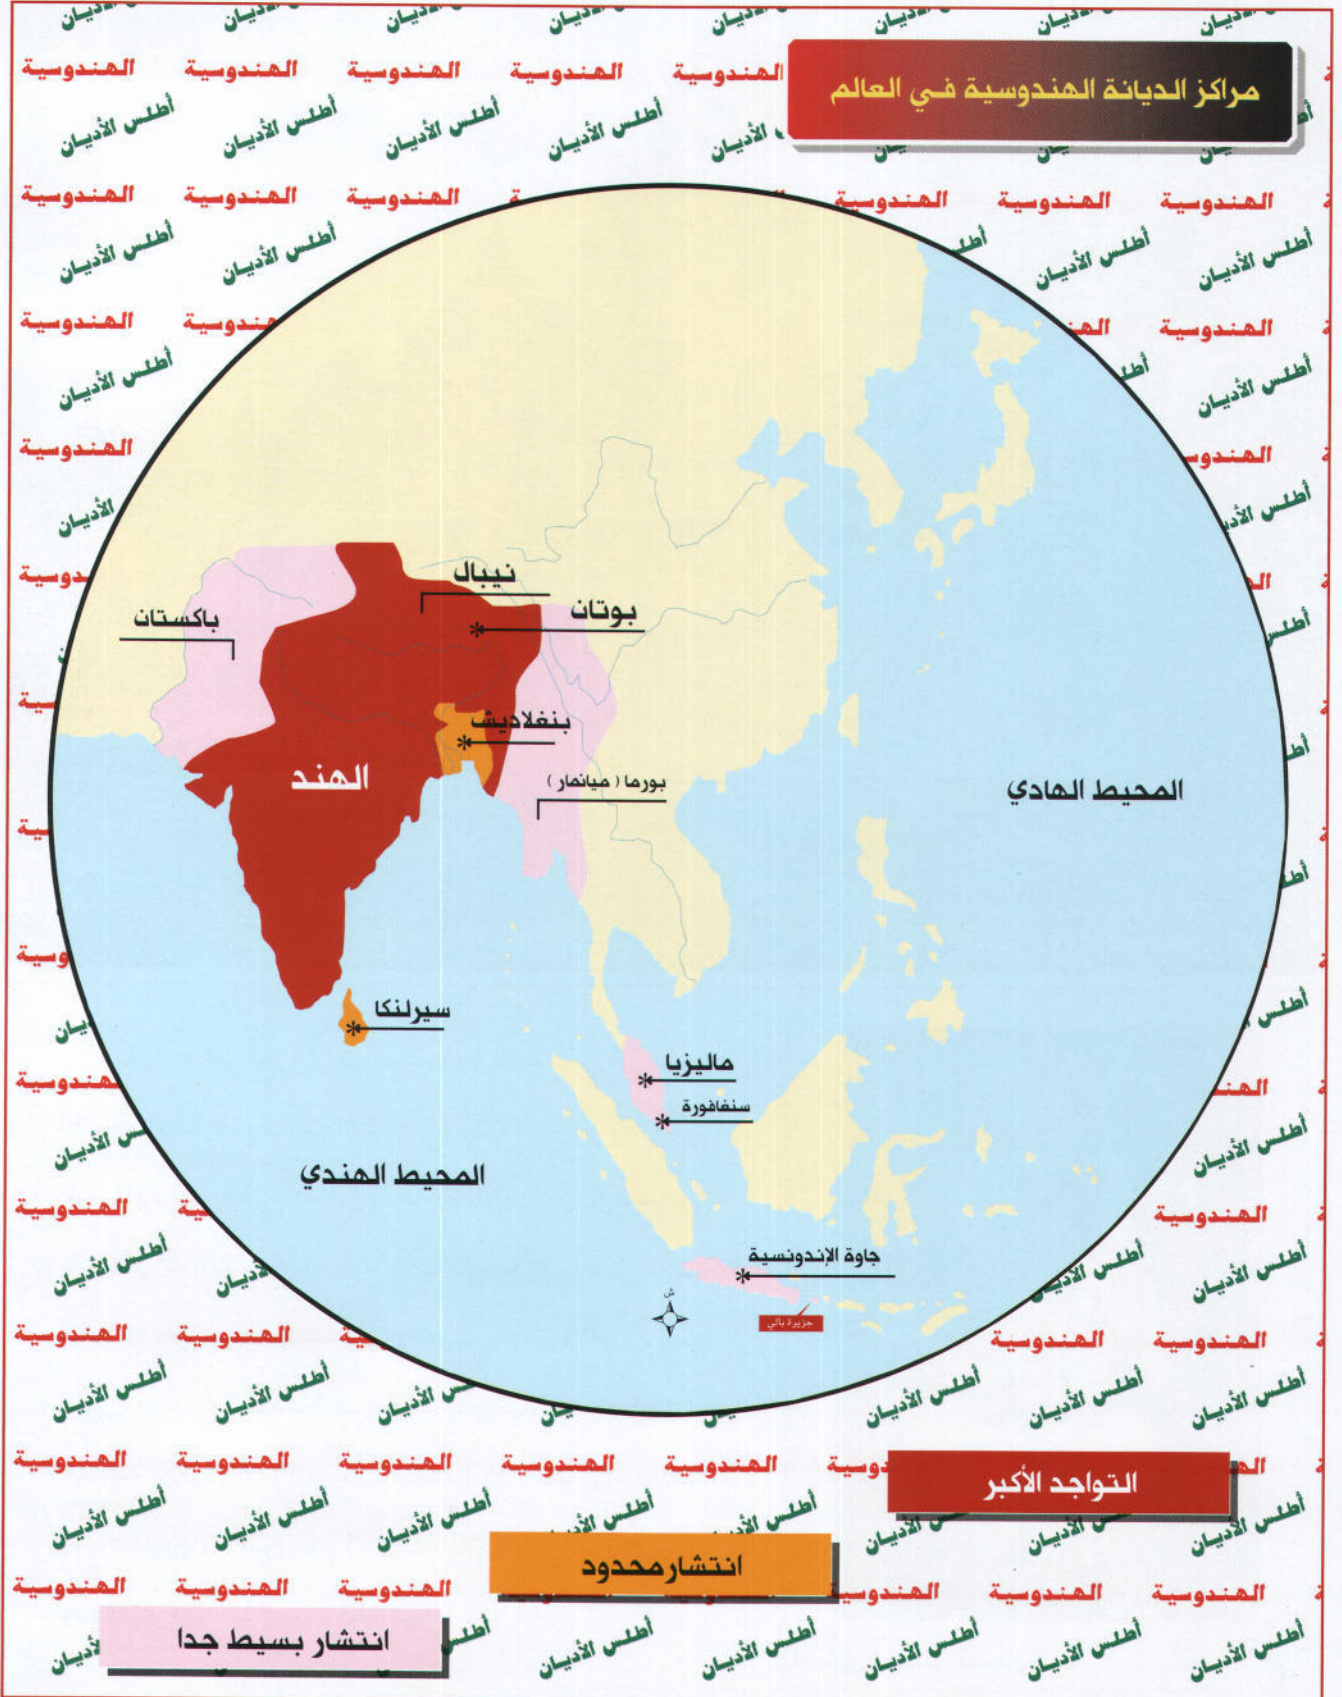 مراكز الديانة الهندوسية في العالم
نيبال
بوتان
باكستان
بنغلاديش
الهند
بورما ( ميانمار )
المحيط الهادي
سيرلنكا
ماليزيا
سنغافورة
المحيط الهندي
جاوة الإندونسية
ش
جزيرة بالي
التواجد الأكبر
انتشار محدود
انتشار بسيط جدا
الهندوسية
أطلس الأديان